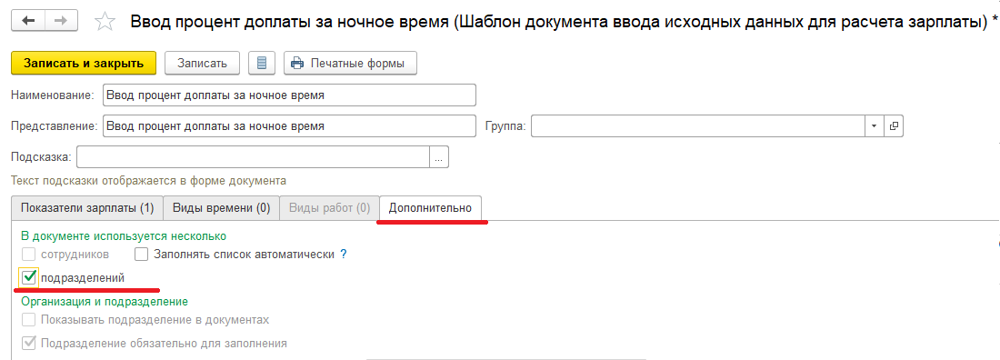 Ввод процент доплаты за ночное время (Шаблон документа ввода исходных данных для расчета зарплаты) *
Записать и закрыть Записать Печатные формы
Наименование: Ввод процент доплаты за ночное время
Представление: Ввод процент доплаты за ночное время Группа:
Подсказка: ...
Текст подсказки отображается в форме документа
Показатели зарплаты (1) Виды времени (0) Виды работ (0) Дополнительно
В документе используется несколько
сотрудников Заполнять список автоматически ?
подразделений
Организация и подразделение
Показывать подразделение в документах
Подразделение обязательно для заполнения